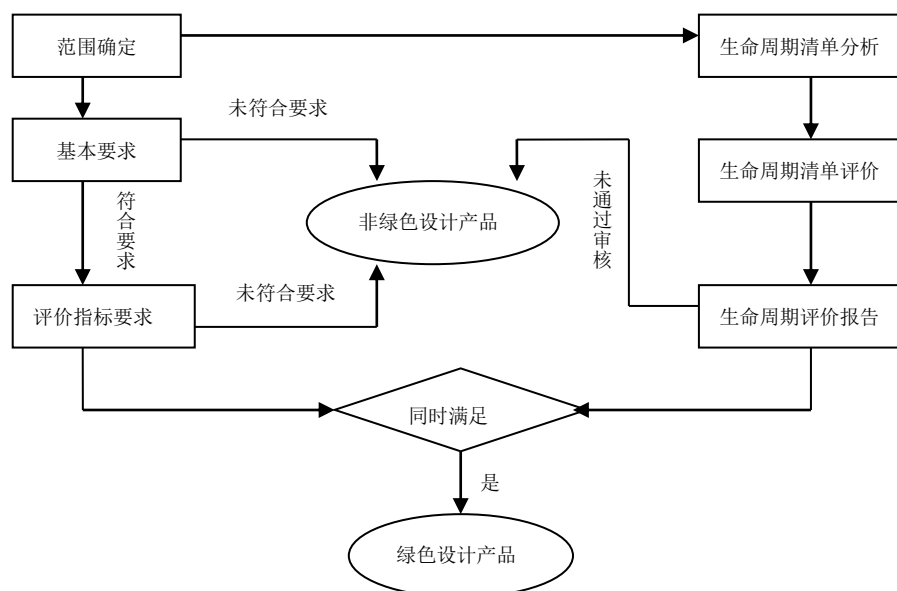 范围确定
生命周期清单分析
未符合要求
基本要求
生命周期清单评价
符合要求
未通过审核
非绿色设计产品
未符合要求
评价指标要求
生命周期评价报告
同时满足
是
绿色设计产品